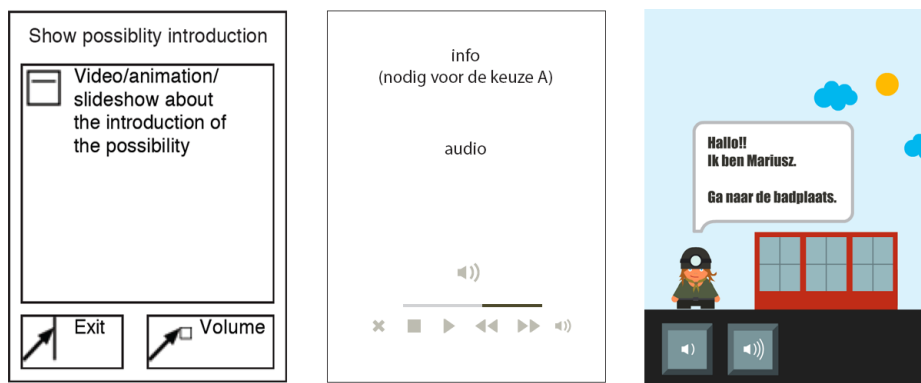 Show possiblity introduction
Video/animation/
slideshow about
the introduction of
the possibility
Exit
Volume
info
(nodig voor de keuze A)
audio
Hallo!!
Ik ben Mariusz.
Ga naar de badplaats.